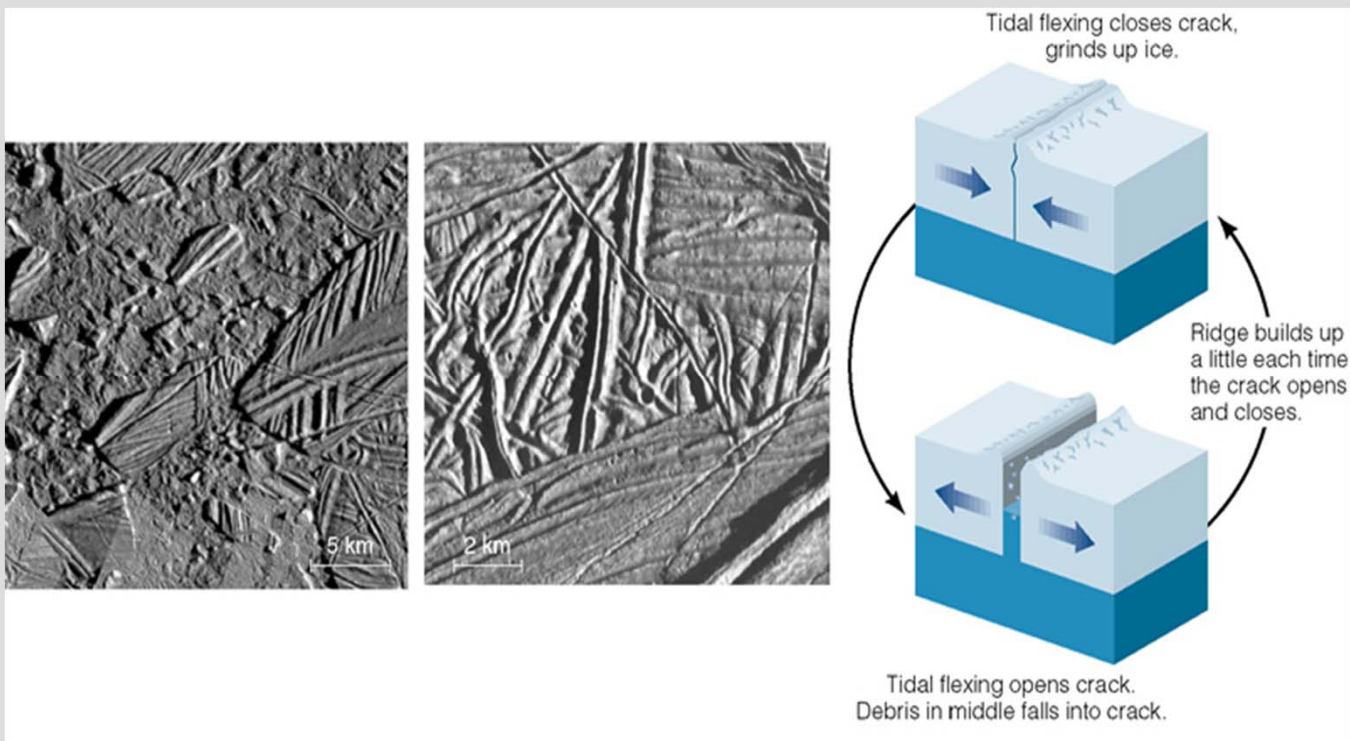 Tidal flexing closes crack,
grinds up ice.
5 km
2 km
Ridge builds up
a little each time
the crack opens
and closes.
Tidal flexing opens crack.
Debris in middle falls into crack.